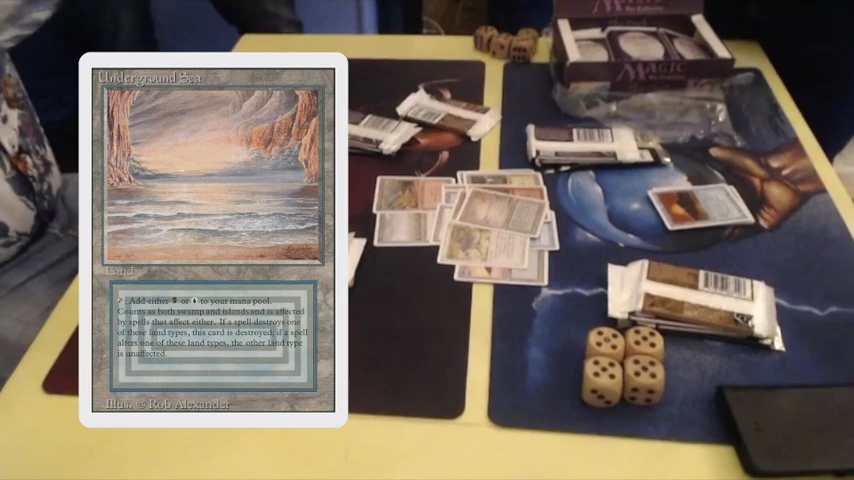 Underground Sea
Land
: Add either or to your mana pool.
Counts as both swamp and islands and is affected
by spells that affect either. If a spell destroys one
of these land types, this card is destroyed; if a spell
alters one of these land types, the other land type
is unaffected.
Illus. © Rob Alexander
MAGIC